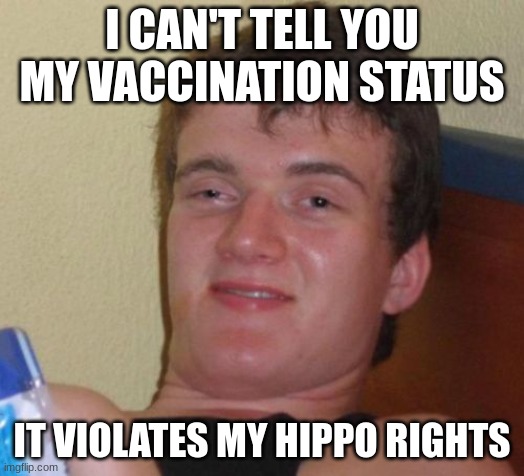 I CAN'T TELL YOU
MY VACCINATION STATUS
IT VIOLATES MY HIPPO RIGHTS
imgflip.com